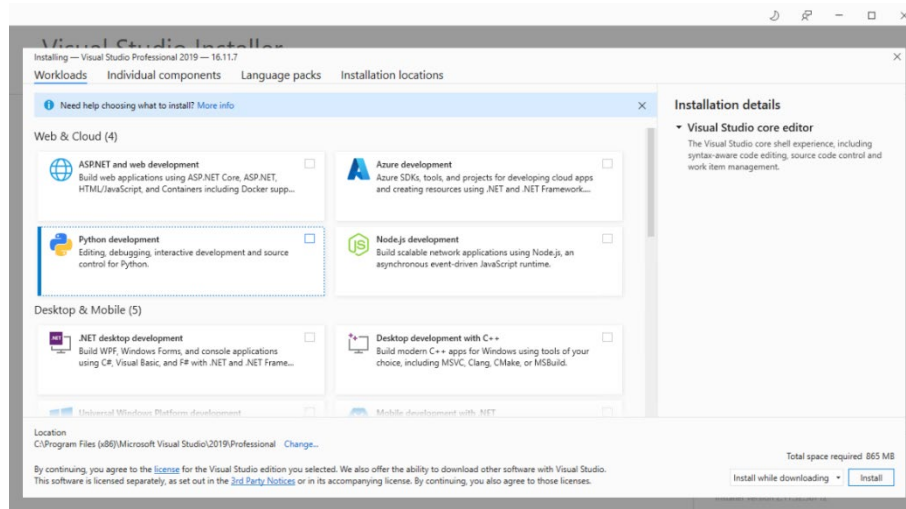 Visual Studio Installer
Installing — Visual Studio Professional 2019 — 16.11.7
Workloads Individual components Language packs Installation locations
Need help choosing what to install? More info
Web & Cloud (4)
ASP.NET and web development
Build web applications using ASP.NET Core, ASP.NET,
HTML/JavaScript, and Containers including Docker supp...
Azure development
Azure SDKs, tools, and projects for developing cloud apps
and creating resources using .NET and .NET Framework....
Python development
Editing, debugging, interactive development and source
control for Python.
Node.js development
Build scalable network applications using Node.js, an
asynchronous event-driven JavaScript runtime.
Desktop & Mobile (5)
.NET desktop development
Build WPF, Windows Forms, and console applications
using C#, Visual Basic, and F# with .NET and .NET Frame...
Desktop development with C++
Build modern C++ apps for Windows using tools of your
choice, including MSVC, Clang, CMake, or MSBuild.
Universal Windows Platform development
Mobile development with .NET
Installation details
Visual Studio core editor
The Visual Studio core shell experience, including
syntax-aware code editing, source code control and
work item management.
Location
C:\Program Files (x86)\Microsoft Visual Studio\2019\Professional Change...
By continuing, you agree to the license for the Visual Studio edition you selected. We also offer the ability to download other software with Visual Studio.
This software is licensed separately, as set out in the 3rd Party Notices or in its accompanying license. By continuing, you also agree to those licenses.
Total space required 865 MB
Install while downloading Install